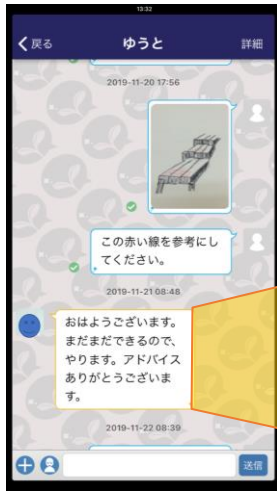 13:32
戻る
ゆうと
詳細
2019-11-20 17:56
この赤い線を参考にし
てください。
2019-11-21 08:48
おはようございます。
まだまだできるので、
やります。アドバイス
ありがとうございま
す。
2019-11-22 08:39
送信